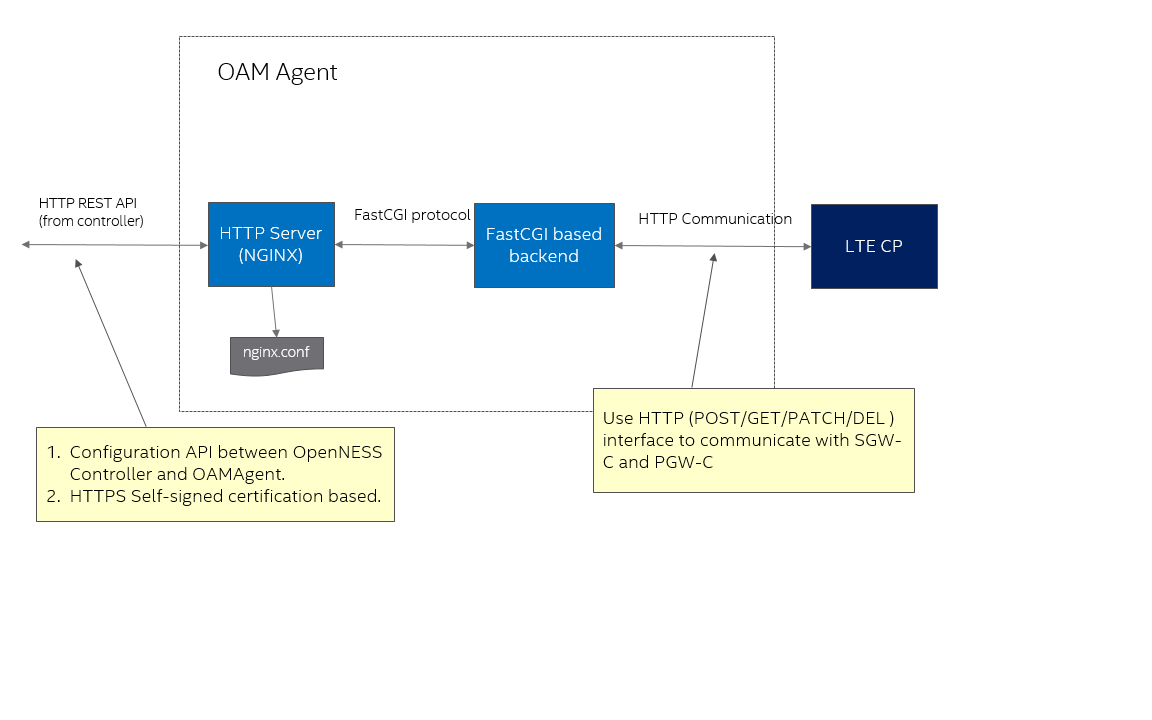 OAM Agent
HTTP REST API
(from controller)
HTTP Server
(NGINX)
FastCGI protocol
FastCGI based
backend
HTTP Communication
LTE CP
nginx.conf
1. Configuration API between OpenNESS
Controller and OAMAgent.
2. HTTPS Self-signed certification based.
Use HTTP (POST/GET/PATCH/DEL )
interface to communicate with SGW-
C and PGW-C